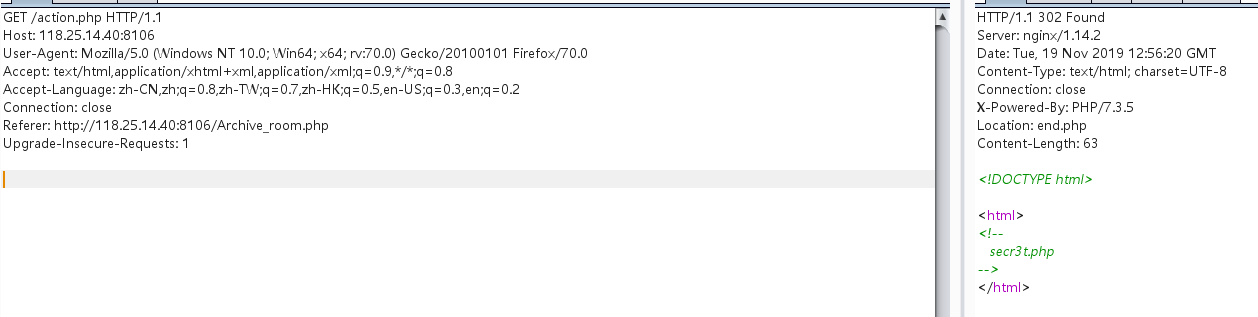 GET /action.php HTTP/1.1
Host: 118.25.14.40:8106
User-Agent: Mozilla/5.0 (Windows NT 10.0; Win64; x64; rv:70.0) Gecko/20100101 Firefox/70.0
Accept: text/html,application/xhtml+xml,application/xml;q=0.9,*/*;q=0.8
Accept-Language: zh-CN,zh;q=0.8,zh-TW;q=0.7,zh-HK;q=0.5,en-US;q=0.3,en;q=0.2
Connection: close
Referer: http://118.25.14.40:8106/Archive_room.php
Upgrade-Insecure-Requests: 1
HTTP/1.1 302 Found
Server: nginx/1.14.2
Date: Tue, 19 Nov 2019 12:56:20 GMT
Content-Type: text/html; charset=UTF-8
Connection: close
X-Powered-By: PHP/7.3.5
Location: end.php
Content-Length: 63
<!DOCTYPE html>
<html>
<!--
secr3t.php
-->
</html>